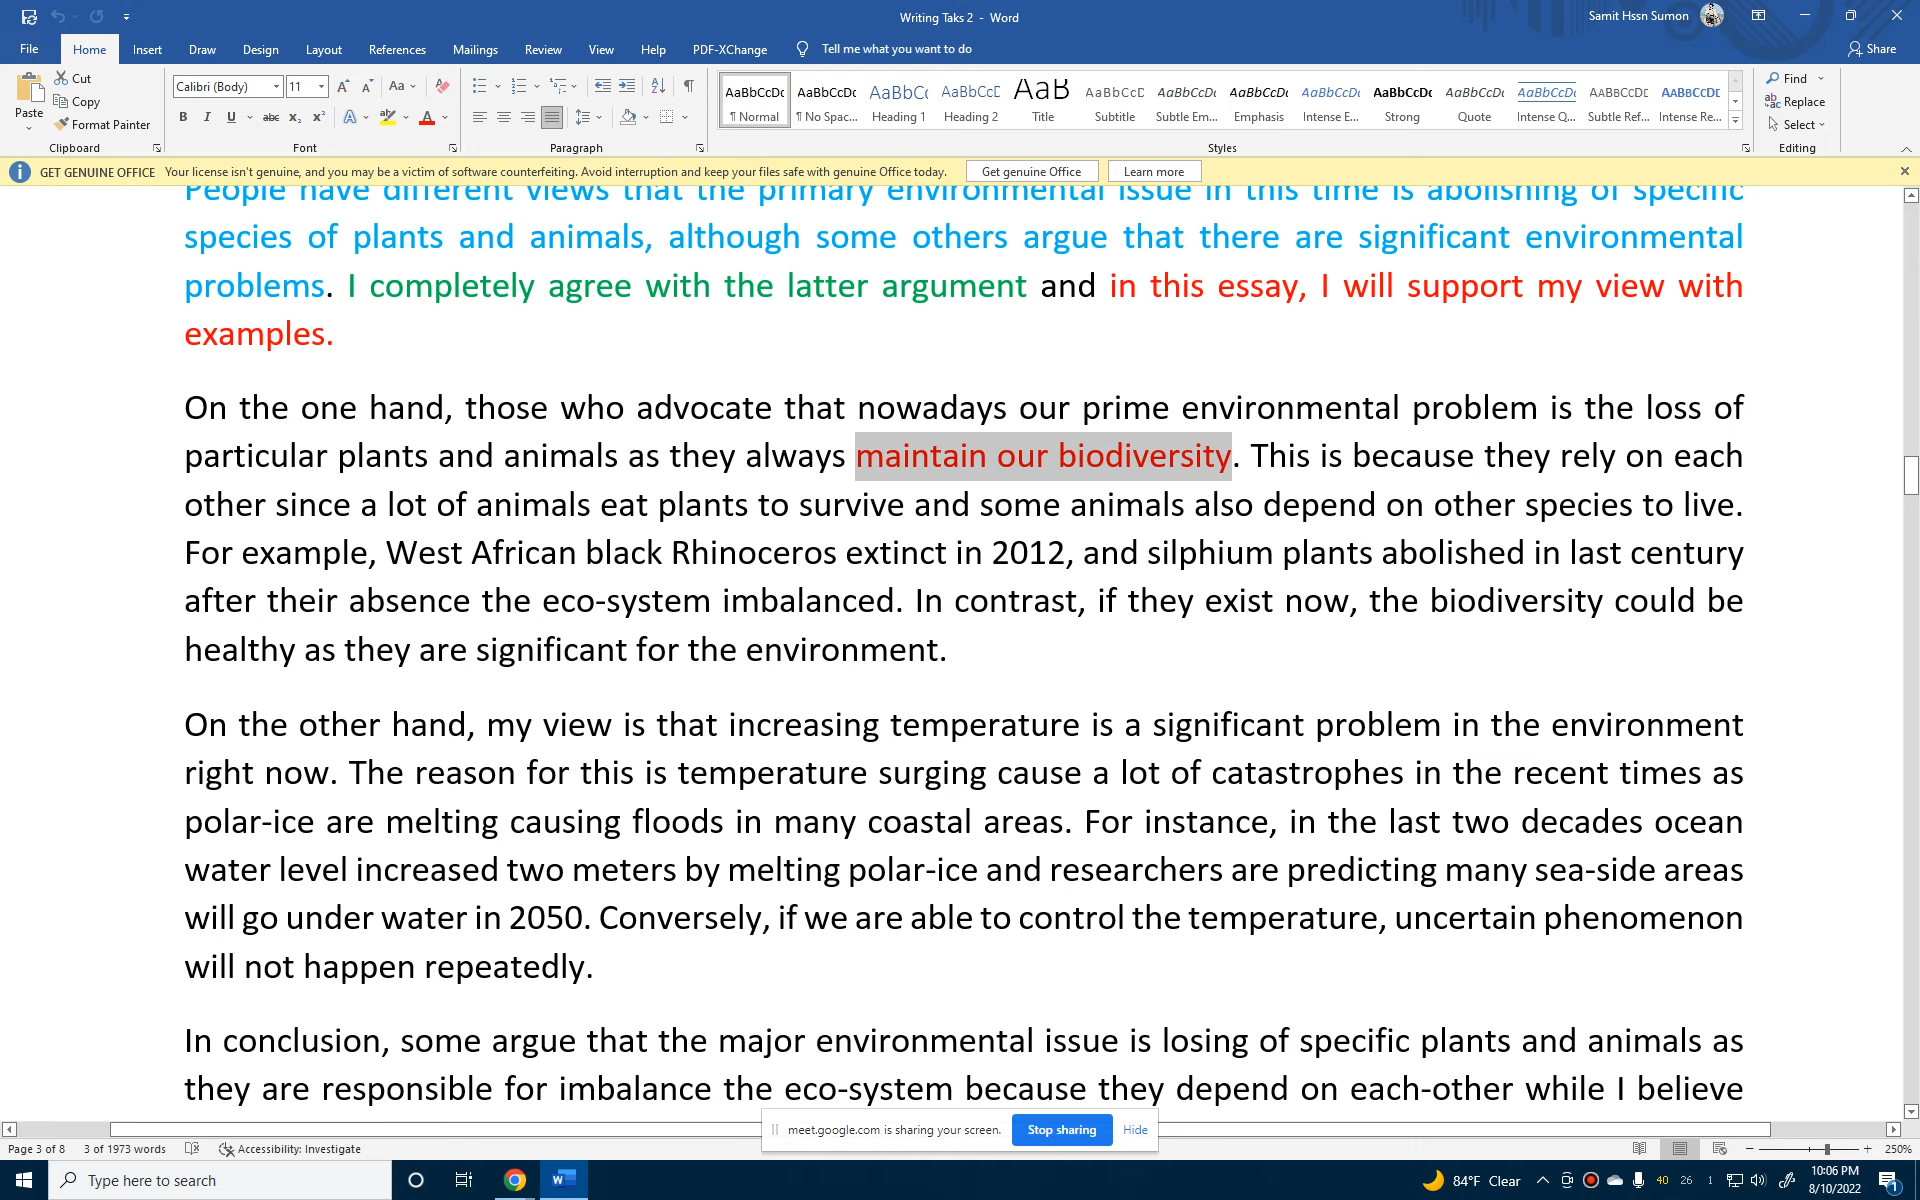 Writing Taks 2 - Word
Samit Hssn Sumon
File Home Insert Draw Design Layout References Mailings Review View Help PDF-XChange Tell me what you want to do
Share
Paste
Cut
Copy
Format Painter
Clipboard
Calibri (Body) 11
Font
Paragraph
AaBbCcDc AaBbCcDc AaBbCc AaBbCcD AaB AaBbCcD AaBbCcDc AaBbCcDc AaBbCcDc AaBbCcDc AaBbCcDc AaBbCcDc AABBCCDE AABBCCDE
¶ Normal ¶ No Spac... Heading 1 Heading 2 Title Subtitle Subtle Em... Emphasis Intense E... Strong Quote Intense Q... Subtle Ref... Intense Re...
Styles
Find
Replace
Select
Editing
GET GENUINE OFFICE Your license isn't genuine, and you may be a victim of software counterfeiting. Avoid interruption and keep your files safe with genuine Office today. Get genuine Office Learn more
People have different views that the primary environmental issue in this time is abolishing of specific
species of plants and animals, although some others argue that there are significant environmental
problems. I completely agree with the latter argument and in this essay, I will support my view with
examples.
On the one hand, those who advocate that nowadays our prime environmental problem is the loss of
particular plants and animals as they always maintain our biodiversity. This is because they rely on each
other since a lot of animals eat plants to survive and some animals also depend on other species to live.
For example, West African black Rhinoceros extinct in 2012, and silphium plants abolished in last century
after their absence the eco-system imbalanced. In contrast, if they exist now, the biodiversity could be
healthy as they are significant for the environment.
On the other hand, my view is that increasing temperature is a significant problem in the environment
right now. The reason for this is temperature surging cause a lot of catastrophes in the recent times as
polar-ice are melting causing floods in many coastal areas. For instance, in the last two decades ocean
water level increased two meters by melting polar-ice and researchers are predicting many sea-side areas
will go under water in 2050. Conversely, if we are able to control the temperature, uncertain phenomenon
will not happen repeatedly.
In conclusion, some argue that the major environmental issue is losing of specific plants and animals as
they are responsible for imbalance the eco-system because they depend on each-other while I believe
meet.google.com is sharing your screen. Stop sharing Hide
Page 3 of 8 3 of 1973 words Accessibility: Investigate 250%
Type here to search
84°F Clear 40 26 1
10:06 PM
8/10/2022